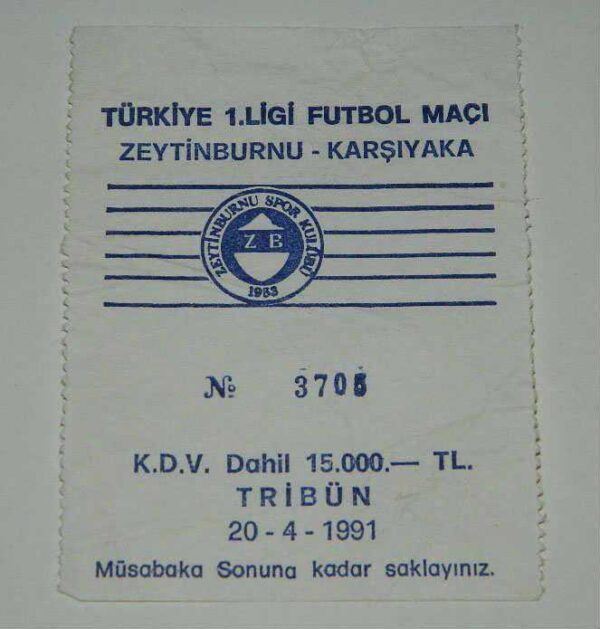 TÜRKİYE 1.LİGİ FUTBOL MAÇI
ZEYTİNBURNU - KARŞIYAKA
ZEYTİNBURNU SPOR KULÜBÜ
Z B
1953
№ 3705
K.D.V. Dahil 15.000.— TL.
TRİBÜN
20 - 4 - 1991
Müsabaka Sonuna kadar saklayınız.